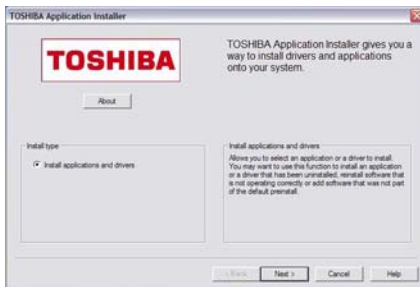 TOSHIBA Application Installer
TOSHIBA
TOSHIBA Application Installer gives you a
way to install drivers and applications
onto your system.
About
Install type
Install applications and drivers
Install applications and drivers
Allows you to select an application or a driver to install.
You may want to use this function to install an application
or a driver that has been uninstalled, reinstall software that
is not operating correctly or add software that was not part
of the default preinstall.
< Back
Next >
Cancel
Help